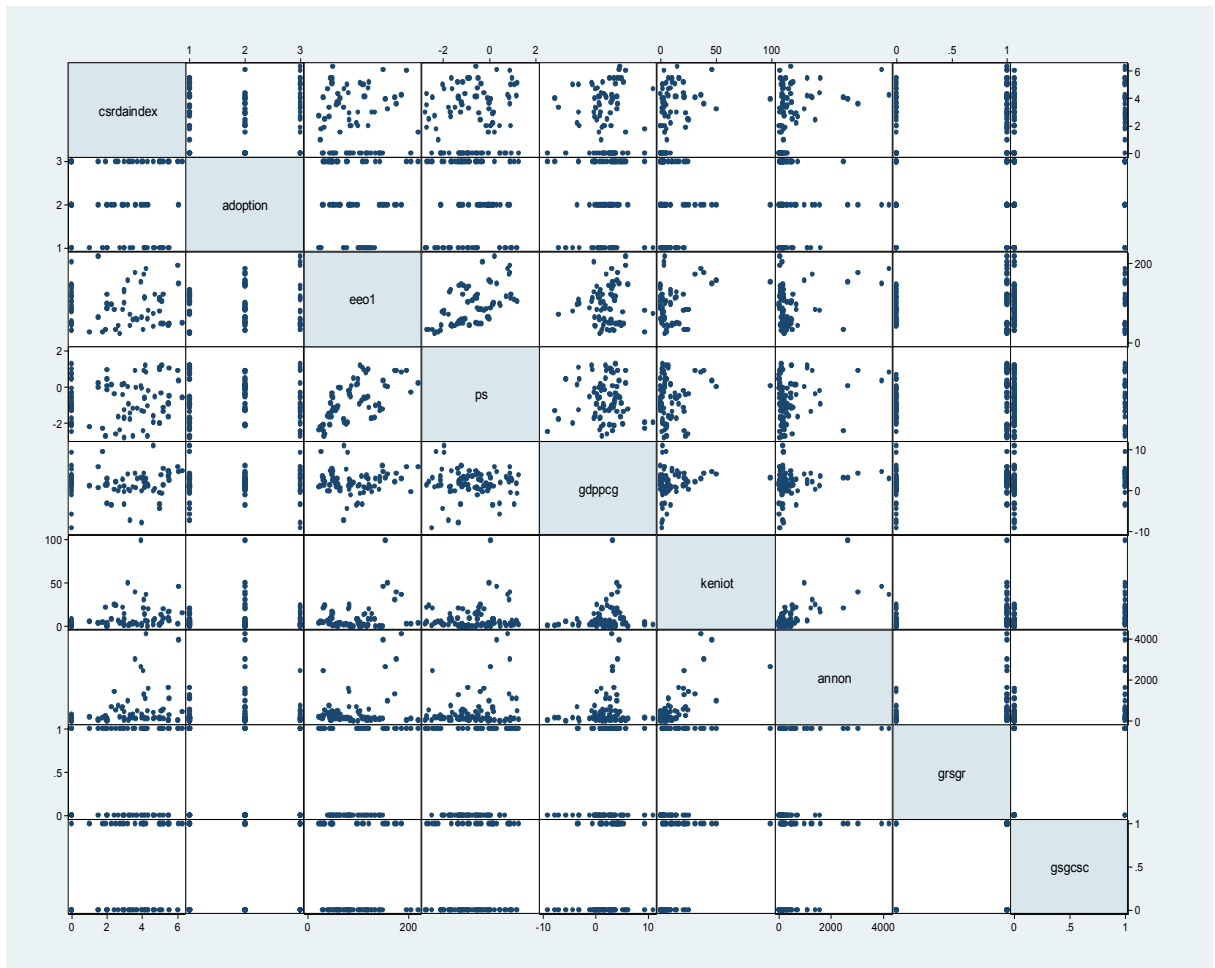 1 2 3 -2 0 2 0 50 100 0 .5 1
csrdaindex 6
4
2
0
3
2 adoption
1
eeo1 200
0
2
0 ps
-2
gdppcg 10
0
-10
100
50 keniot
0
annon 4000
2000
0
1
.5 grsgr
0
gsgcsc 1
.5
0
0 2 4 6 0 200 -10 0 10 0 2000 4000 0 .5 1